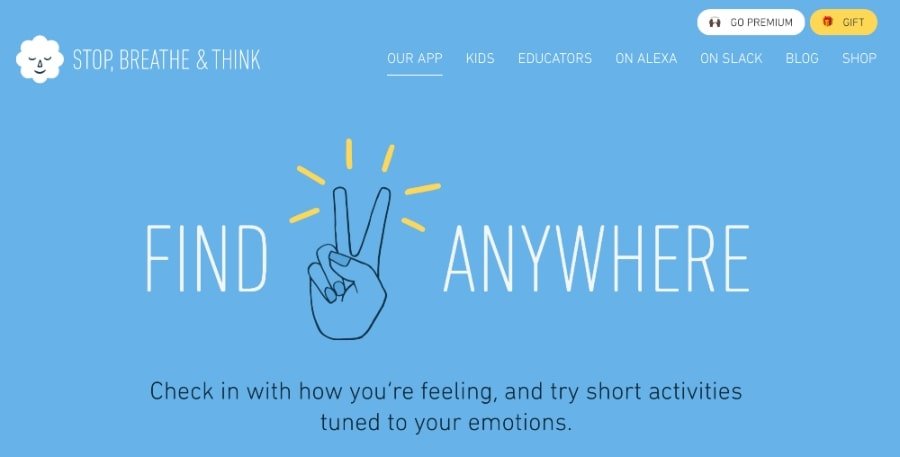 GO PREMIUM
GIFT
STOP, BREATHE & THINK
OUR APP
KIDS
EDUCATORS
ON ALEXA
ON SLACK
BLOG
SHOP
FIND ANYWHERE
Check in with how you're feeling, and try short activities
tuned to your emotions.